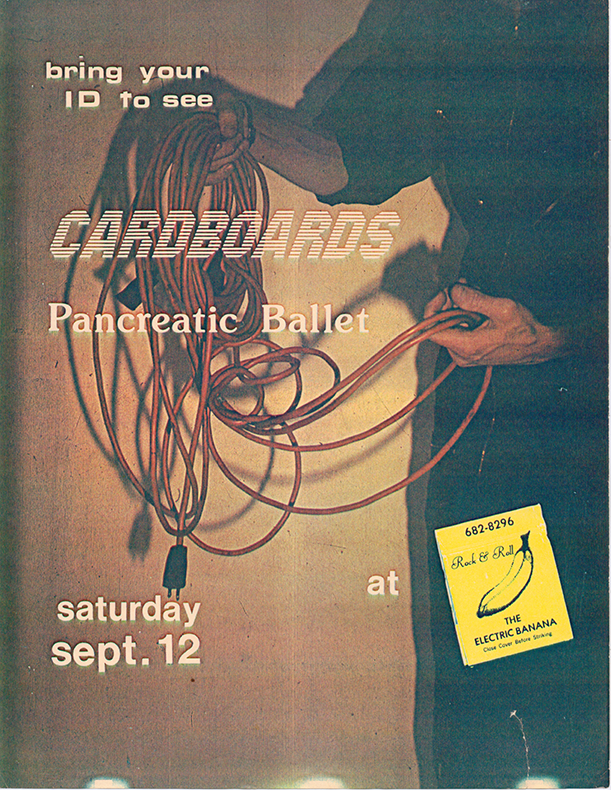 bring your
ID to see
CARDBOARDS
Pancreatic Ballet
at
saturday
sept. 12
682-8296
Rock & Roll
THE
ELECTRIC BANANA
Close Cover Before Striking